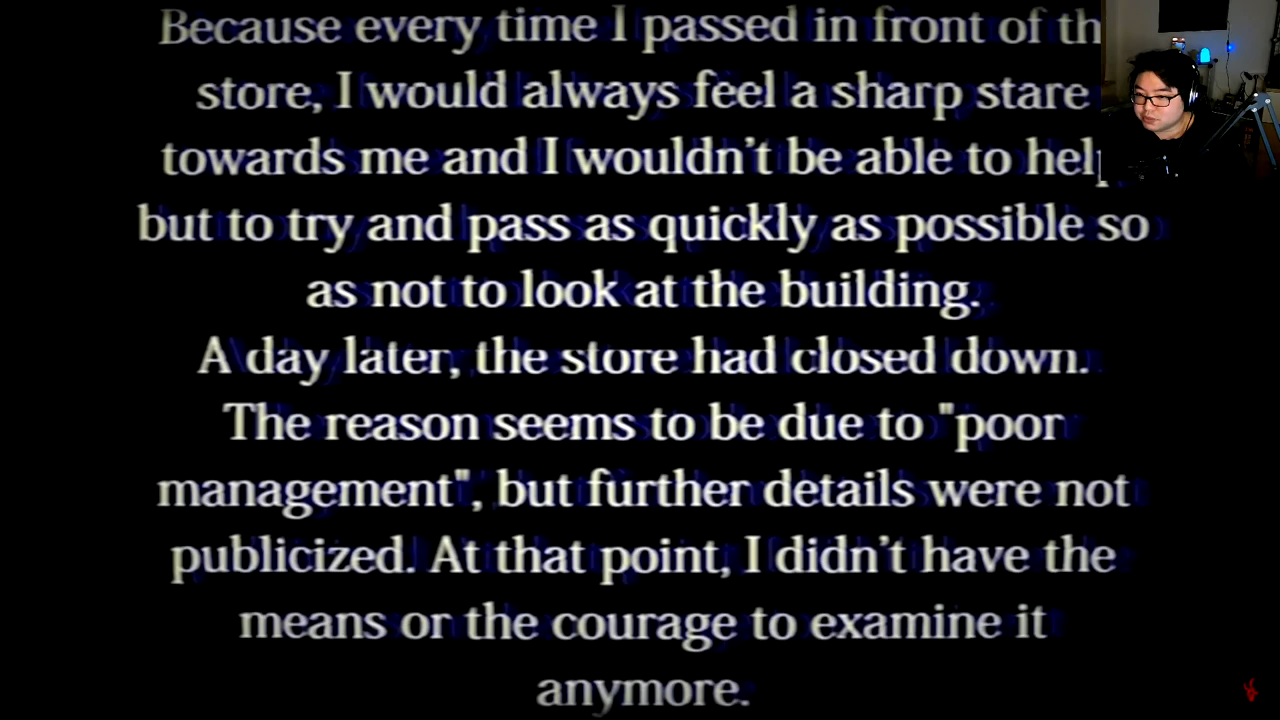 Because every time I passed in front of th
store, I would always feel a sharp stare
towards me and I wouldn’t be able to help
but to try and pass as quickly as possible so
as not to look at the building.
A day later, the store had closed down.
The reason seems to be due to "poor
management", but further details were not
publicized. At that point, I didn’t have the
means or the courage to examine it
anymore.